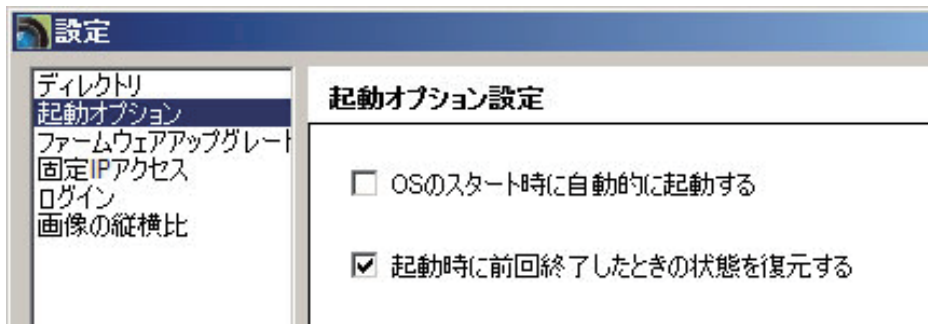 設定
ディレクトリ
起動オプション
ファームウェアアップグレート
固定IPアクセス
ログイン
画像の縦横比
起動オプション設定
OSのスタート時に自動的に起動する
起動時に前回終了したときの状態を復元する